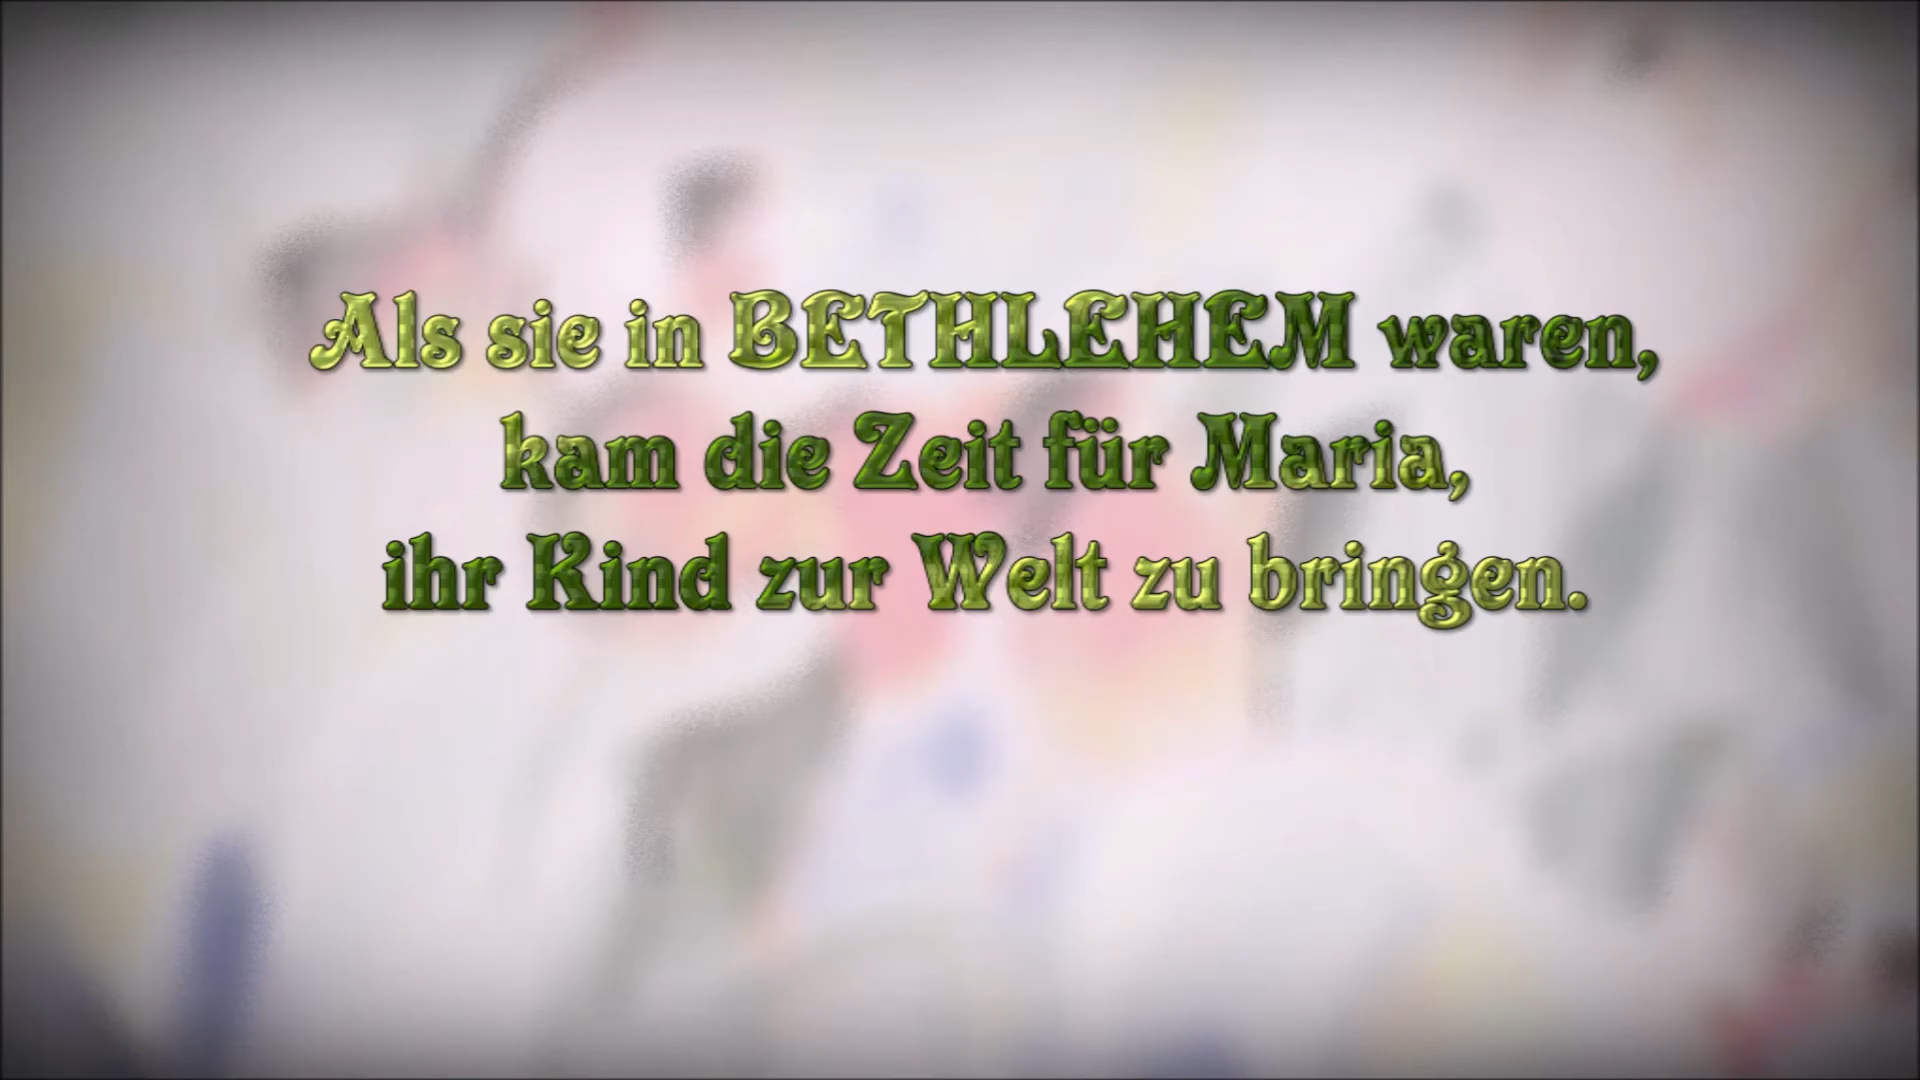 Als sie in BETHLEHEM waren,
kam die Zeit für Maria,
ihr Kind zur Welt zu bringen.